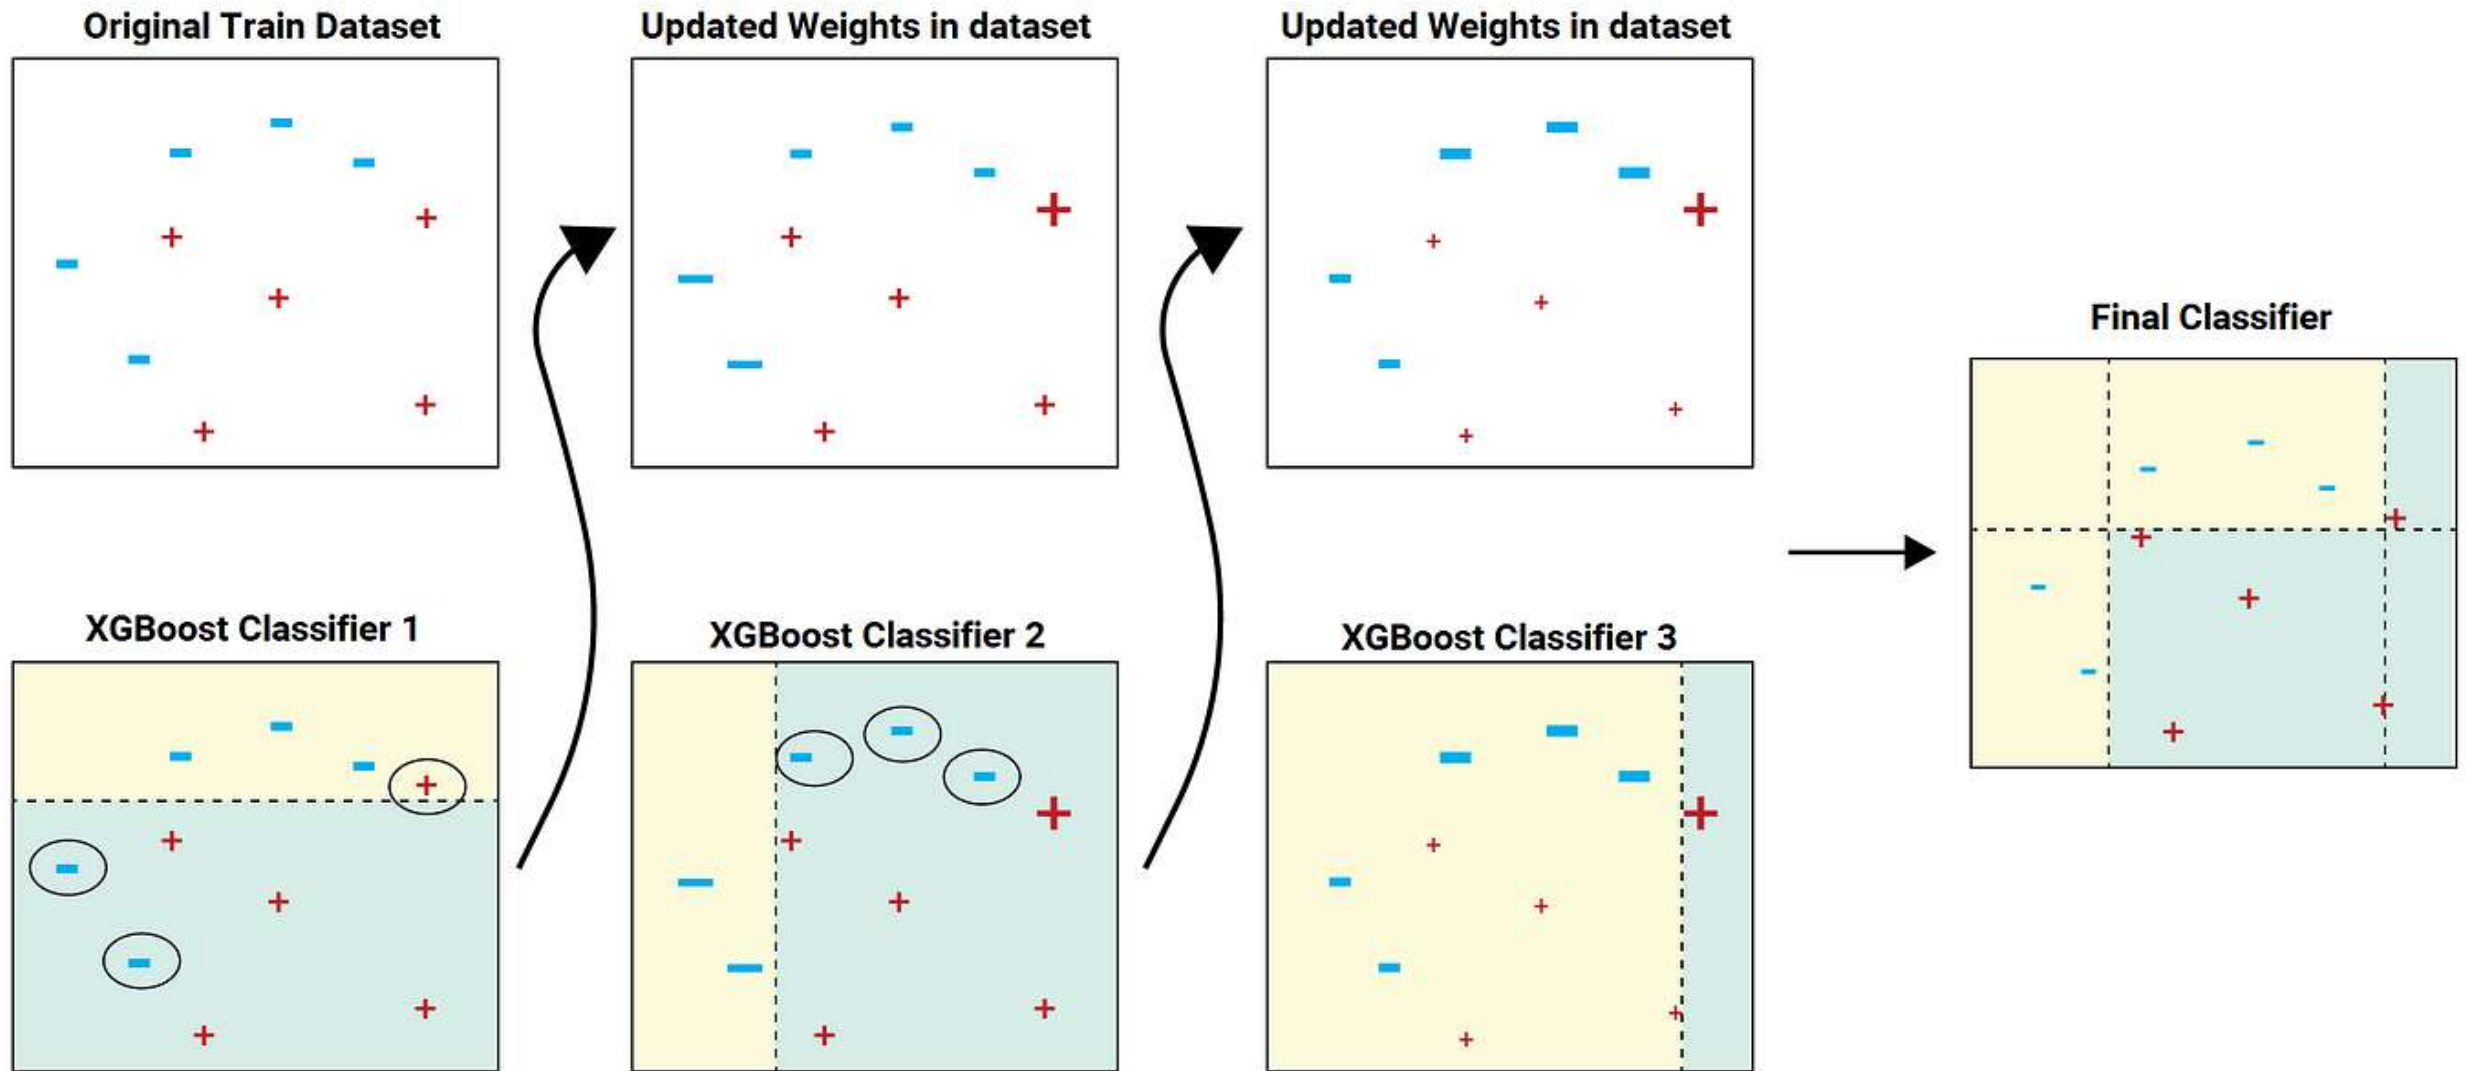 Original Train Dataset
Updated Weights in dataset
Updated Weights in dataset
Final Classifier
XGBoost Classifier 1
XGBoost Classifier 2
XGBoost Classifier 3